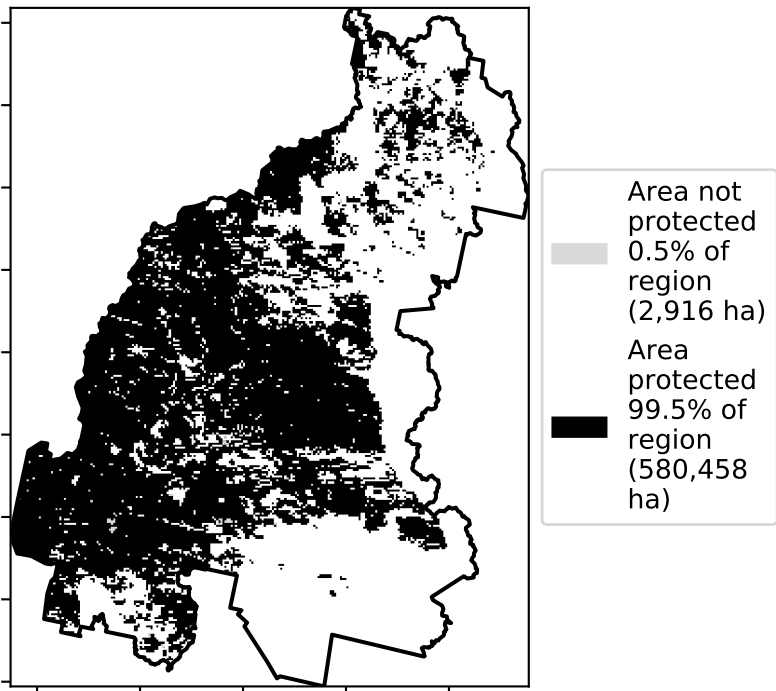 Area not
protected
0.5% of
region
(2,916 ha)
Area
protected
99.5% of
region
(580,458
ha)